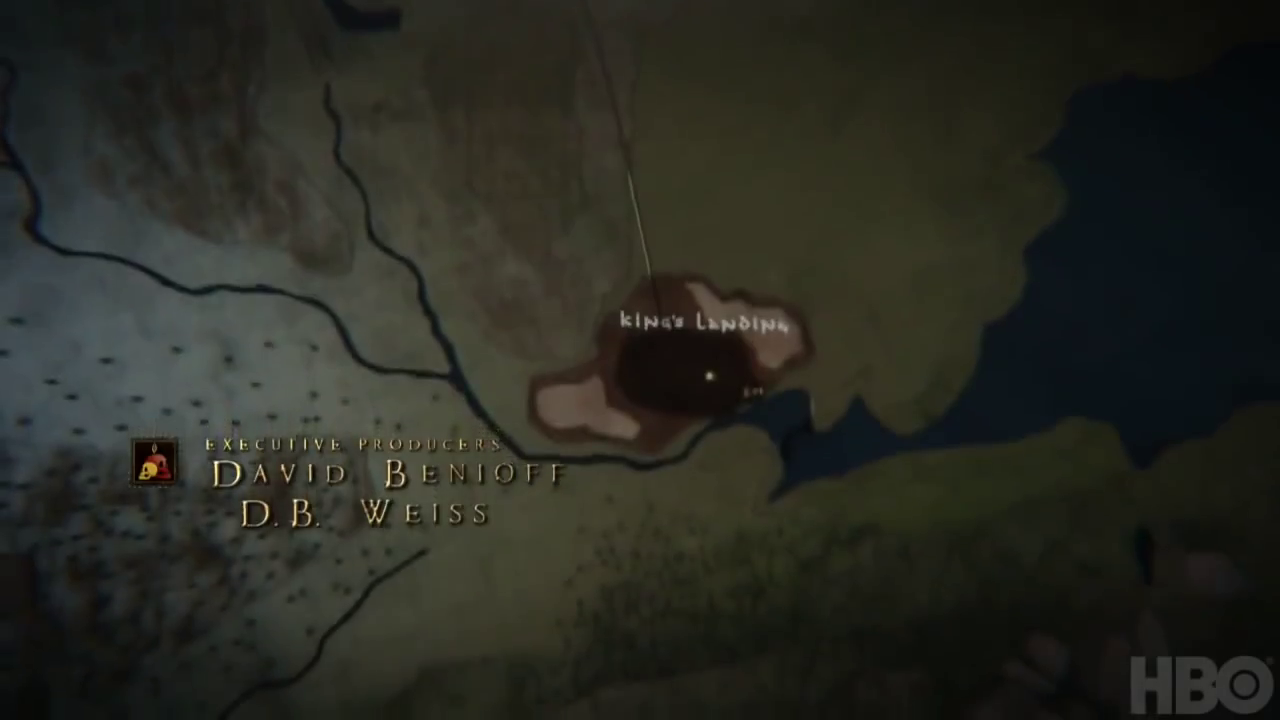 King's Landing
EXECUTIVE PRODUCERS
DAVID BENIOFF
D.B. WEISS
HBO